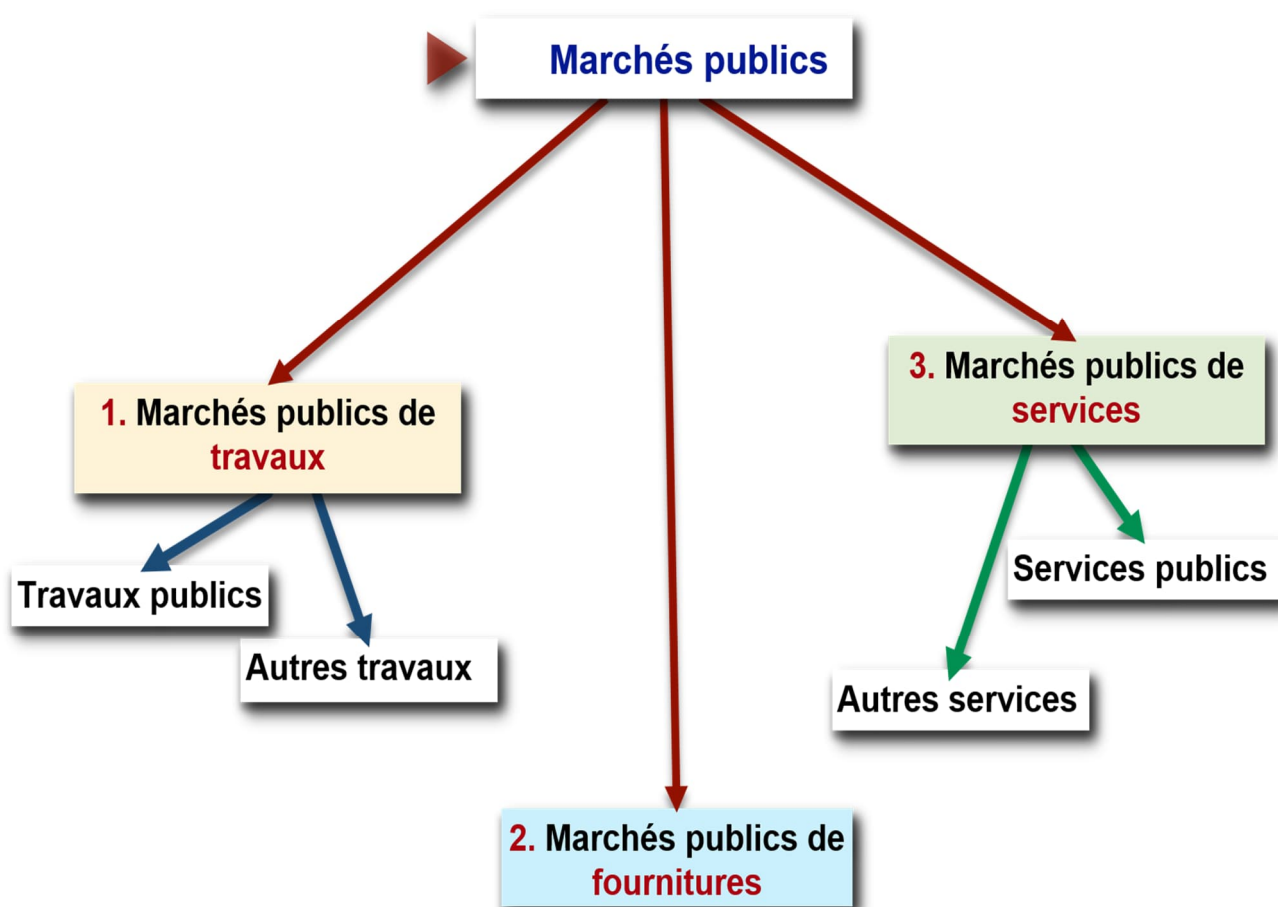 Marchés publics
1. Marchés publics de
travaux
Travaux publics
Autres travaux
3. Marchés publics de
services
Services publics
Autres services
2. Marchés publics de
fournitures